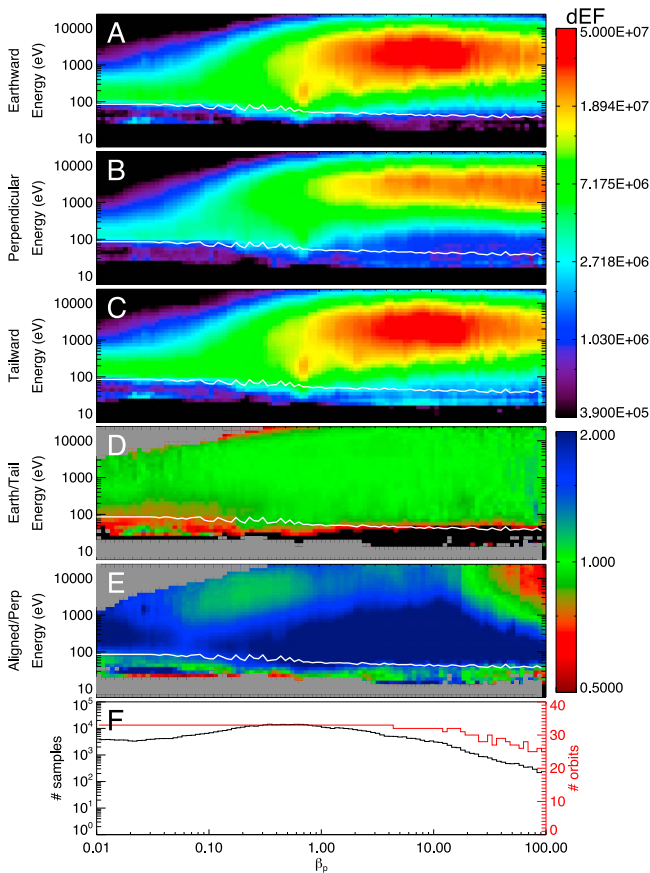 dEF
A
Earthward
Energy (eV)
10000
1000
100
10
B
Perpendicular
Energy (eV)
10000
1000
100
10
C
Tailward
Energy (eV)
10000
1000
100
10
5.000E+07
1.894E+07
7.175E+06
2.718E+06
1.030E+06
3.900E+05
D
Earth/Tail
Energy (eV)
10000
1000
100
10
E
Aligned/Perp
Energy (eV)
10000
1000
100
10
2.000
1.000
0.5000
F
# samples
10^5
10^4
10^3
10^2
10^1
10^0
40
30
20
10
0
# orbits
0.01 0.10 1.00 10.00 100.00
β_p